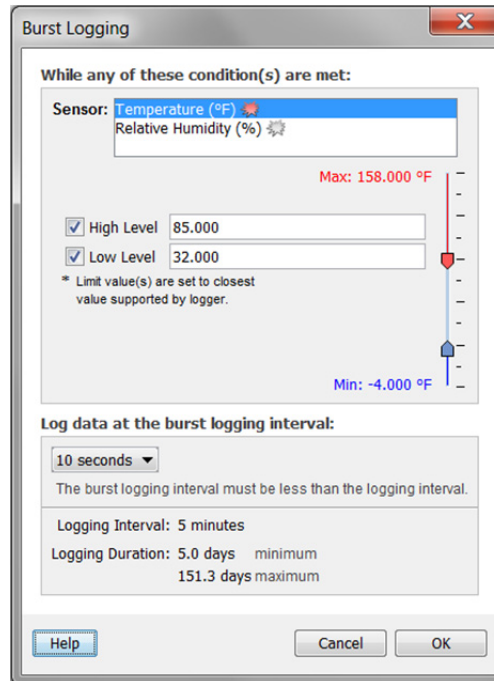 Burst Logging
While any of these condition(s) are met:
Sensor: Temperature (°F)
Relative Humidity (%)
Max: 158.000 °F
High Level 85.000
Low Level 32.000
* Limit value(s) are set to closest
value supported by logger.
Min: -4.000 °F
Log data at the burst logging interval:
10 seconds
The burst logging interval must be less than the logging interval.
Logging Interval: 5 minutes
Logging Duration: 5.0 days minimum
151.3 days maximum
Help Cancel OK